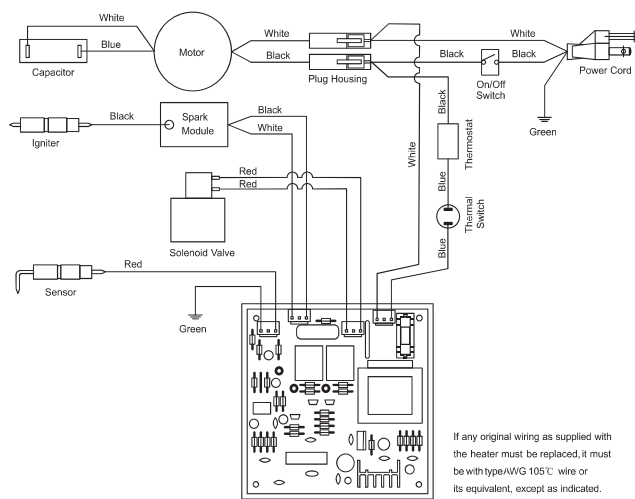 White
Blue
Capacitor
Motor
White
Black
Plug Housing
White
Black
Black
On/Off
Switch
Power Cord
Green
Black
Igniter
Spark
Module
Black
White
White
Black
Thermostat
Blue
Thermal
Switch
Blue
Red
Red
Solenoid Valve
Red
Sensor
Green
If any original wiring as supplied with
the heater must be replaced, it must
be with type AWG 105℃ wire or
its equivalent, except as indicated.